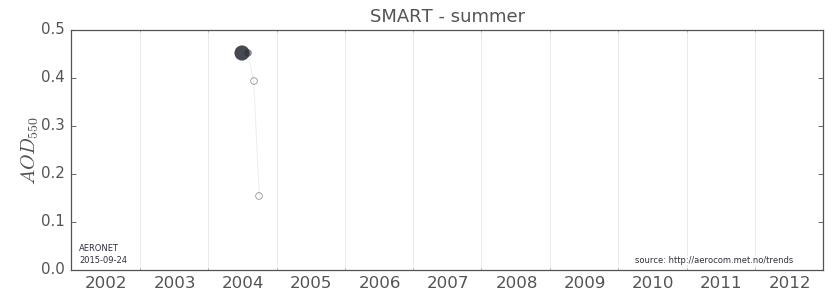 SMART - summer
0.5
0.4
0.3
0.2
0.1
0.0
AOD550
AERONET
2015-09-24
source: http://aerocom.met.no/trends
2002 2003 2004 2005 2006 2007 2008 2009 2010 2011 2012